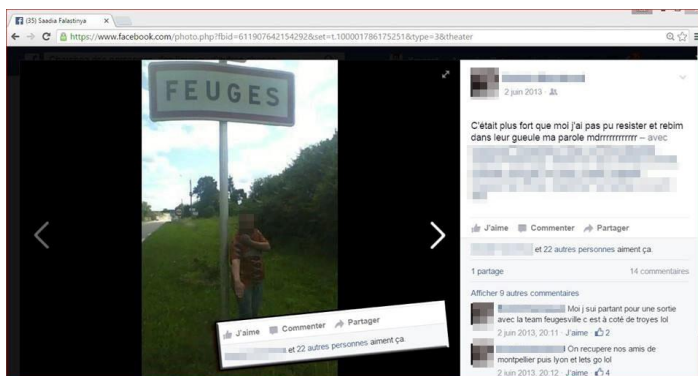 (35) Saadia Falastinya
https://www.facebook.com/photo.php?fbid=611907642154292&set=t.100001786175251&type=3&theater
FEUGES
J'aime Commenter Partager
et 22 autres personnes aiment ça.
2 juin 2013
C'était plus fort que moi j'ai pas pu resister et rebim
dans leur gueule ma parole mdrrrrrrrrrrrr – avec
J'aime Commenter Partager
et 22 autres personnes aiment ça.
1 partage 14 commentaires
Afficher 9 autres commentaires
Moi j sui partant pour une sortie
avec la team feugesville c est à coté de troyes lol
2 juin 2013, 20:11 · J'aime · 2
On recupere nos amis de
montpellier puis lyon et lets go lol
2 juin 2013, 20:12 · J'aime · 4